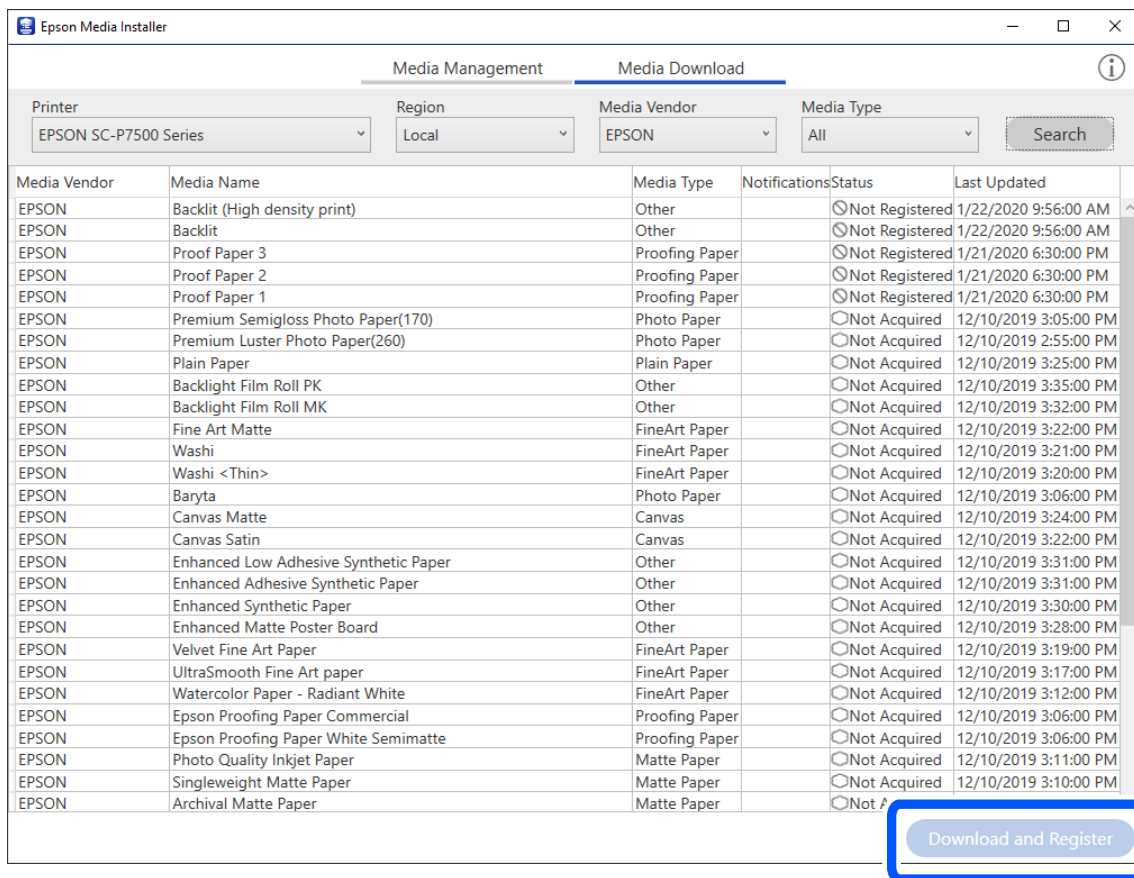 Epson Media Installer
Media Management Media Download
Printer Region Media Vendor Media Type
EPSON SC-P7500 Series Local EPSON All Search
Media Vendor Media Name Media Type Notifications Status Last Updated
EPSON Backlit (High density print) Other Not Registered 1/22/2020 9:56:00 AM
EPSON Backlit Other Not Registered 1/22/2020 9:56:00 AM
EPSON Proof Paper 3 Proofing Paper Not Registered 1/21/2020 6:30:00 PM
EPSON Proof Paper 2 Proofing Paper Not Registered 1/21/2020 6:30:00 PM
EPSON Proof Paper 1 Proofing Paper Not Registered 1/21/2020 6:30:00 PM
EPSON Premium Semigloss Photo Paper(170) Photo Paper Not Acquired 12/10/2019 3:05:00 PM
EPSON Premium Luster Photo Paper(260) Photo Paper Not Acquired 12/10/2019 2:55:00 PM
EPSON Plain Paper Plain Paper Not Acquired 12/10/2019 3:25:00 PM
EPSON Backlight Film Roll PK Other Not Acquired 12/10/2019 3:35:00 PM
EPSON Backlight Film Roll MK Other Not Acquired 12/10/2019 3:32:00 PM
EPSON Fine Art Matte FineArt Paper Not Acquired 12/10/2019 3:22:00 PM
EPSON Washi FineArt Paper Not Acquired 12/10/2019 3:21:00 PM
EPSON Washi <Thin> FineArt Paper Not Acquired 12/10/2019 3:20:00 PM
EPSON Baryta Photo Paper Not Acquired 12/10/2019 3:06:00 PM
EPSON Canvas Matte Canvas Not Acquired 12/10/2019 3:24:00 PM
EPSON Canvas Satin Canvas Not Acquired 12/10/2019 3:22:00 PM
EPSON Enhanced Low Adhesive Synthetic Paper Other Not Acquired 12/10/2019 3:31:00 PM
EPSON Enhanced Adhesive Synthetic Paper Other Not Acquired 12/10/2019 3:31:00 PM
EPSON Enhanced Synthetic Paper Other Not Acquired 12/10/2019 3:30:00 PM
EPSON Enhanced Matte Poster Board Other Not Acquired 12/10/2019 3:28:00 PM
EPSON Velvet Fine Art Paper FineArt Paper Not Acquired 12/10/2019 3:19:00 PM
EPSON UltraSmooth Fine Art paper FineArt Paper Not Acquired 12/10/2019 3:17:00 PM
EPSON Watercolor Paper - Radiant White FineArt Paper Not Acquired 12/10/2019 3:12:00 PM
EPSON Epson Proofing Paper Commercial Proofing Paper Not Acquired 12/10/2019 3:06:00 PM
EPSON Epson Proofing Paper White Semimatte Proofing Paper Not Acquired 12/10/2019 3:06:00 PM
EPSON Photo Quality Inkjet Paper Matte Paper Not Acquired 12/10/2019 3:11:00 PM
EPSON Singleweight Matte Paper Matte Paper Not Acquired 12/10/2019 3:10:00 PM
EPSON Archival Matte Paper Matte Paper Not
Download and Register